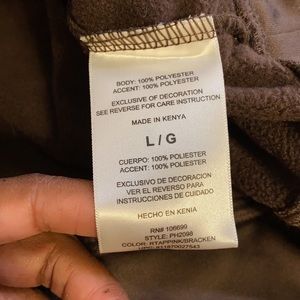 BODY: 100% POLYESTER
ACCENT: 100% POLYESTER
EXCLUSIVE OF DECORATION
SEE REVERSE FOR CARE INSTRUCTION
MADE IN KENYA
L / G
CUERPO: 100% POLIESTER
ACCENT: 100% POLIESTER
EXCLUSIVO DE DECORACION
VER EL REVERSO PARA
INSTRUCCIONES DE CUIDADO
HECHO EN KENIA
RN# 106699
STYLE: PH2098
COLOR: RTAPPINK/BRACKEN